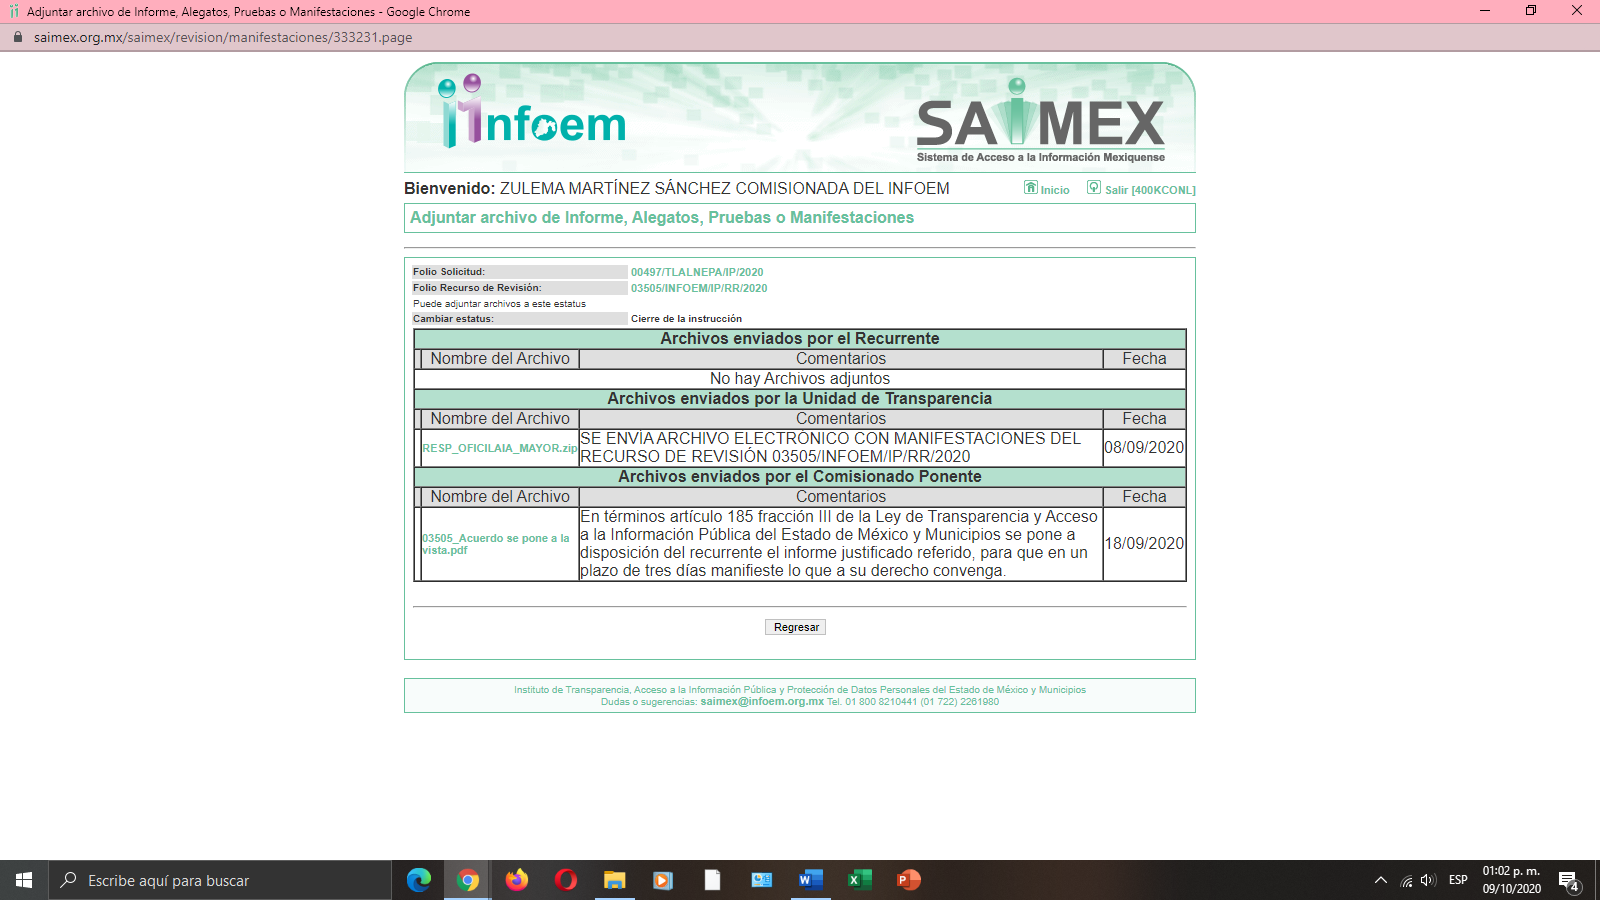 Adjuntar archivo de Informe, Alegatos, Pruebas o Manifestaciones - Google Chrome
saimex.org.mx/saimex/revision/manifestaciones/333231.page
infoem
SAIMEX
Sistema de Acceso a la Información Mexiquense
Bienvenido: ZULEMA MARTÍNEZ SÁNCHEZ COMISIONADA DEL INFOEM
Inicio Salir [400KCONL]
Adjuntar archivo de Informe, Alegatos, Pruebas o Manifestaciones
Folio Solicitud: 00497/TLALNEPA/IP/2020
Folio Recurso de Revisión: 03505/INFOEM/IP/RR/2020
Puede adjuntar archivos a este estatus
Cambiar estatus: Cierre de la instrucción
Archivos enviados por el Recurrente
Nombre del Archivo Comentarios Fecha
No hay Archivos adjuntos
Archivos enviados por la Unidad de Transparencia
Nombre del Archivo Comentarios Fecha
RESP_OFICILAIA_MAYOR.zip SE ENVÍA ARCHIVO ELECTRÓNICO CON MANIFESTACIONES DEL
RECURSO DE REVISIÓN 03505/INFOEM/IP/RR/2020 08/09/2020
Archivos enviados por el Comisionado Ponente
Nombre del Archivo Comentarios Fecha
03505_Acuerdo se pone a la
vista.pdf
En términos artículo 185 fracción III de la Ley de Transparencia y Acceso
a la Información Pública del Estado de México y Municipios se pone a
disposición del recurrente el informe justificado referido, para que en un
plazo de tres días manifieste lo que a su derecho convenga.
18/09/2020
Regresar
Instituto de Transparencia, Acceso a la Información Pública y Protección de Datos Personales del Estado de México y Municipios
Dudas o sugerencias: saimex@infoem.org.mx Tel. 01 800 8210441 (01 722) 2261980
Escribe aquí para buscar
ESP
01:02 p. m.
09/10/2020
4